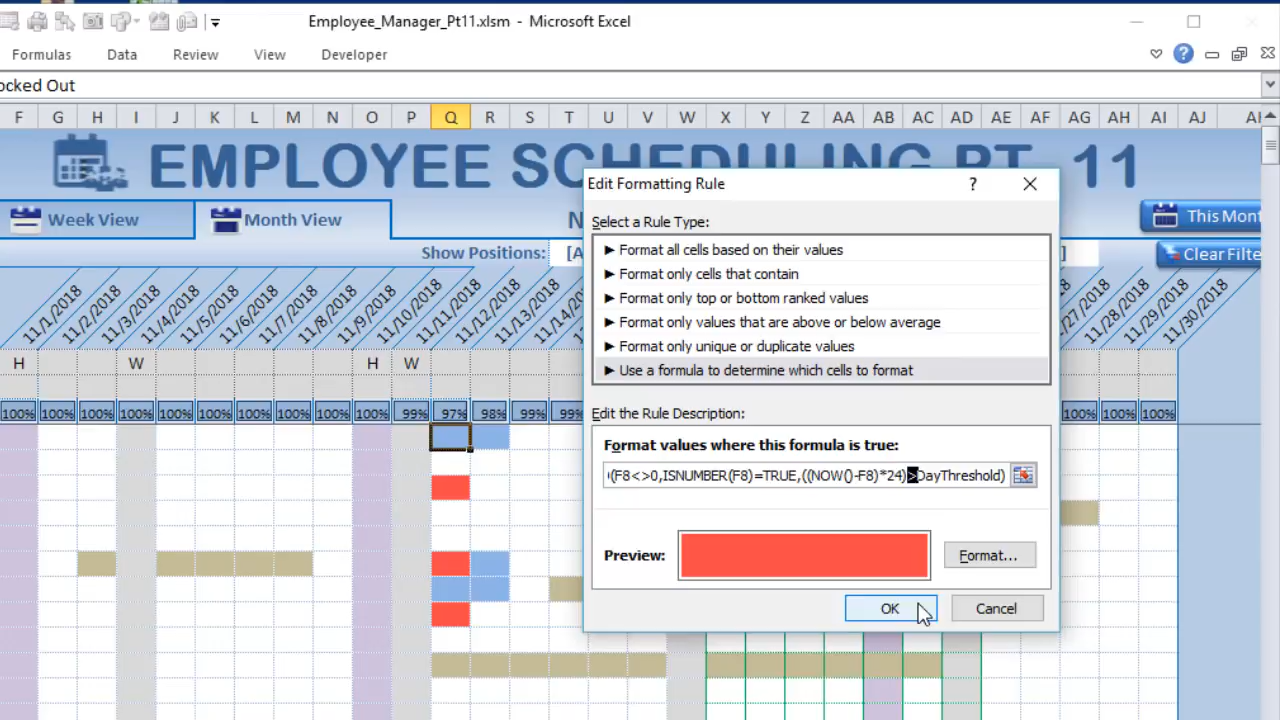 Employee_Manager_Pt11.xlsm - Microsoft Excel
Formulas Data Review View Developer
ocked Out
F G H I J K L M N O P Q R S T U V W X Y Z AA AB AC AD AE AF AG AH AI AJ
EMPLOYEE SCHEDULING PT. 11
Week View Month View N This Mont
Show Positions: [A ] Clear Filte
11/1/2018 11/2/2018 11/3/2018 11/4/2018 11/5/2018 11/6/2018 11/7/2018 11/8/2018 11/9/2018 11/10/2018 11/11/2018 11/12/2018 11/13/2018 11/14/20 /27/2018 11/28/2018 11/29/2018 11/30/2018
H W H W
100% 100% 100% 100% 100% 100% 100% 100% 100% 100% 99% 97% 98% 99% 99% 100% 100% 100%
Edit Formatting Rule ?
Select a Rule Type:
► Format all cells based on their values
► Format only cells that contain
► Format only top or bottom ranked values
► Format only values that are above or below average
► Format only unique or duplicate values
► Use a formula to determine which cells to format
Edit the Rule Description:
Format values where this formula is true:
(F8<>0,ISNUMBER(F8)=TRUE,((NOW()-F8)*24)>DayThreshold)
Preview: Format...
OK Cancel